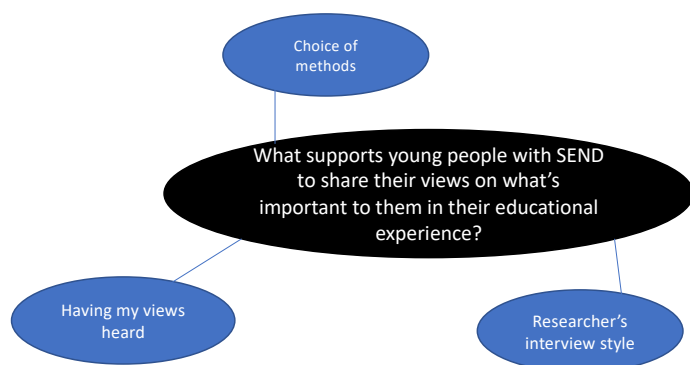 Choice of
methods
What supports young people with SEND
to share their views on what's
important to them in their educational
experience?
Having my views
heard
Researcher's
interview style